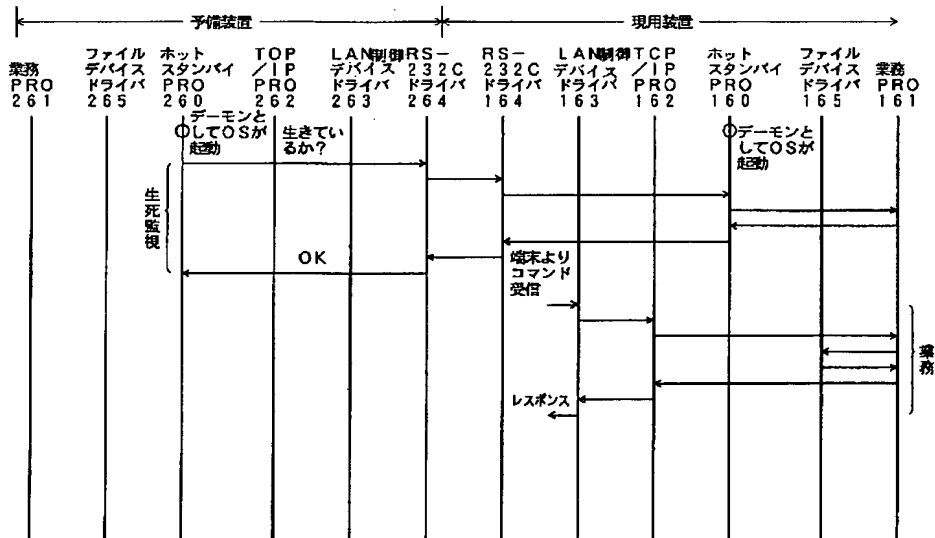 予備装置
現用装置
業務
PRO
261
ファイル
デバイス
ドライバ
265
ホット
スタンバイ
PRO
260
TOP
/IP
PRO
262
LAN制御
デバイス
ドライバ
263
RS-
232C
ドライバ
264
RS-
232C
ドライバ
164
LAN制御
デバイス
ドライバ
163
TCP
/IP
PRO
162
ホット
スタンバイ
PRO
160
ファイル
デバイス
ドライバ
165
業務
PRO
161
デーモンと
してOSが
起動
生きてい
るか?
デーモンと
してOSが
起動
生死監視
OK
端末より
コマンド
受信
業務
レスポンス